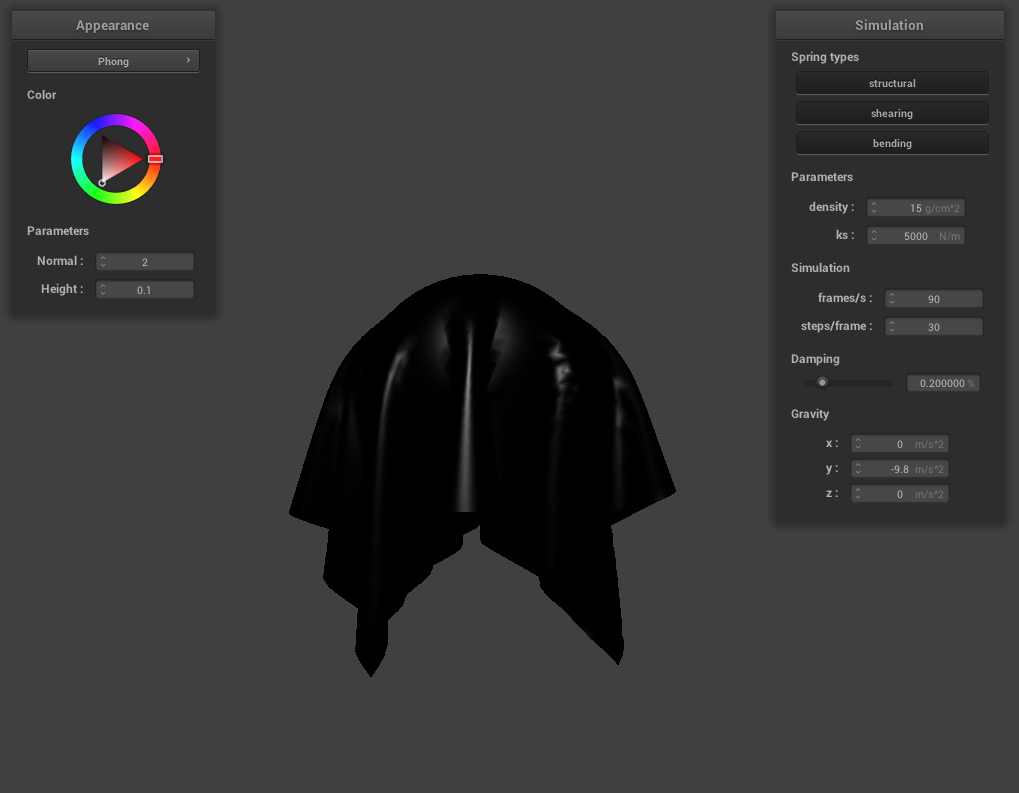 Appearance
Phong ›
Color
Parameters
Normal : 2
Height : 0.1
Simulation
Spring types
structural
shearing
bending
Parameters
density : 15 g/cm^2
ks : 5000 N/m
Simulation
frames/s : 90
steps/frame : 30
Damping
0.200000 %
Gravity
x : 0 m/s^2
y : -9.8 m/s^2
z : 0 m/s^2